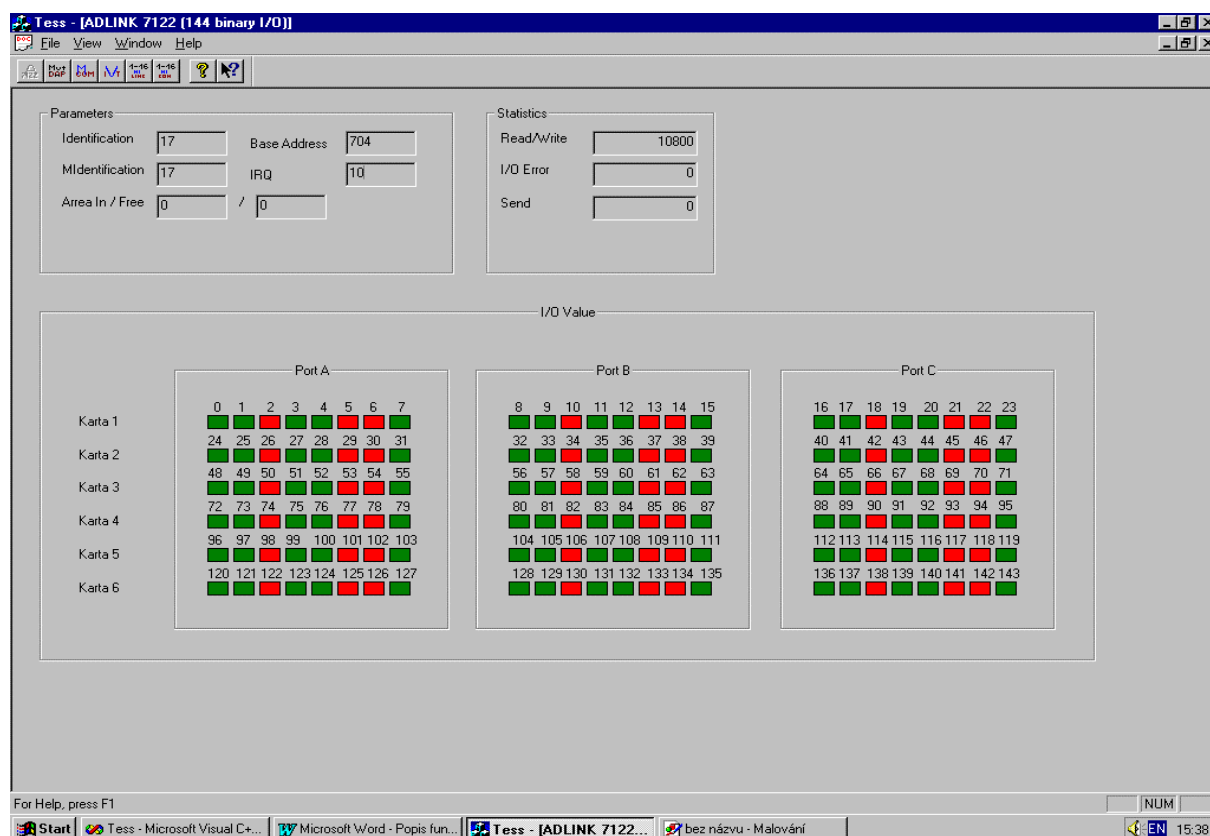 Tess - [ADLINK 7122 (144 binary I/O)]
File View Window Help
Parameters
Identification 17 Base Address 704
MIdentification 17 IRQ 10
Arrea In / Free 0 / 0
Statistics
Read/Write 10800
I/O Error 0
Send 0
I/O Value
Port A Port B Port C
0 1 2 3 4 5 6 7 8 9 10 11 12 13 14 15 16 17 18 19 20 21 22 23
Karta 1
24 25 26 27 28 29 30 31 32 33 34 35 36 37 38 39 40 41 42 43 44 45 46 47
Karta 2
48 49 50 51 52 53 54 55 56 57 58 59 60 61 62 63 64 65 66 67 68 69 70 71
Karta 3
72 73 74 75 76 77 78 79 80 81 82 83 84 85 86 87 88 89 90 91 92 93 94 95
Karta 4
96 97 98 99 100 101 102 103 104 105 106 107 108 109 110 111 112 113 114 115 116 117 118 119
Karta 5
120 121 122 123 124 125 126 127 128 129 130 131 132 133 134 135 136 137 138 139 140 141 142 143
Karta 6
For Help, press F1 NUM
Start Tess - Microsoft Visual C+... Microsoft Word - Popis fun... Tess - [ADLINK 7122... bez názvu - Malování EN 15:38